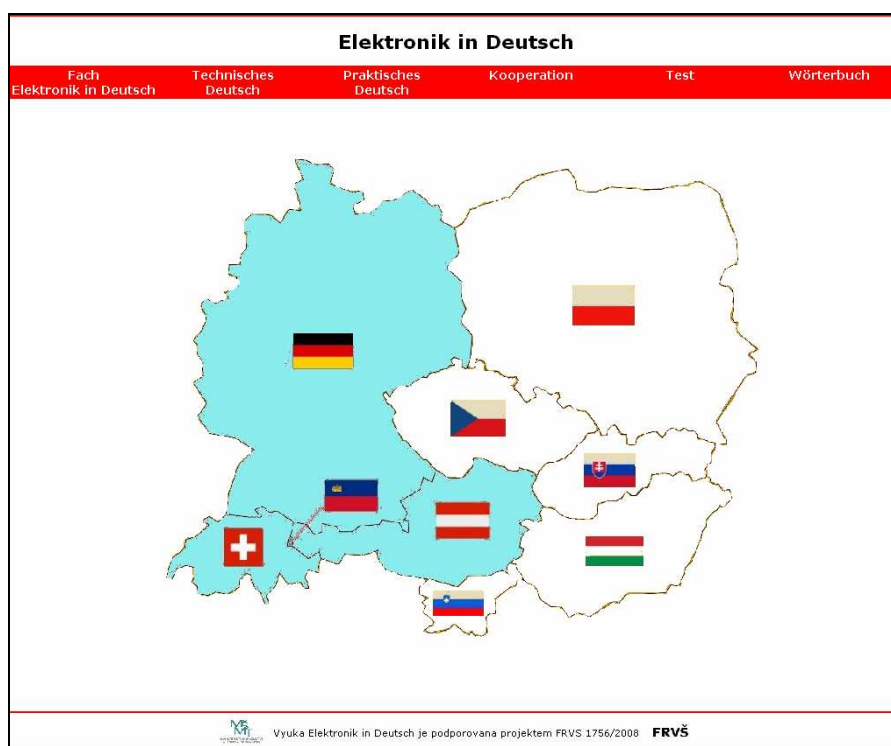 Elektronik in Deutsch
Fach
Elektronik in Deutsch
Technisches
Deutsch
Praktisches
Deutsch
Kooperation
Test
Wörterbuch
Vyuka Elektronik in Deutsch je podporovana projektem FRVS 1756/2008 FRVŠ